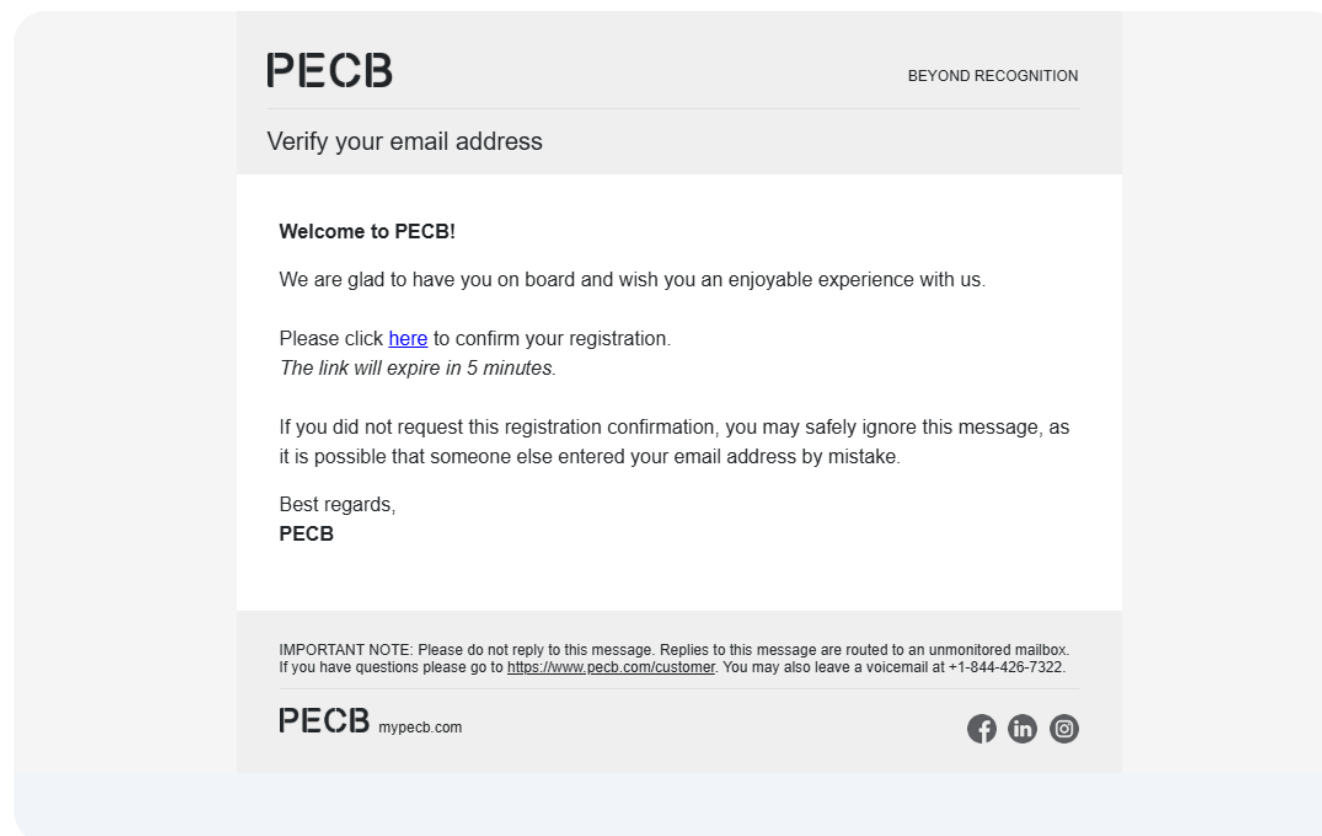 PECB
BEYOND RECOGNITION
Verify your email address
Welcome to PECB!
We are glad to have you on board and wish you an enjoyable experience with us.
Please click here to confirm your registration.
The link will expire in 5 minutes.
If you did not request this registration confirmation, you may safely ignore this message, as
it is possible that someone else entered your email address by mistake.
Best regards,
PECB
IMPORTANT NOTE: Please do not reply to this message. Replies to this message are routed to an unmonitored mailbox.
If you have questions please go to https://www.pecb.com/customer. You may also leave a voicemail at +1-844-426-7322.
PECB mypecb.com